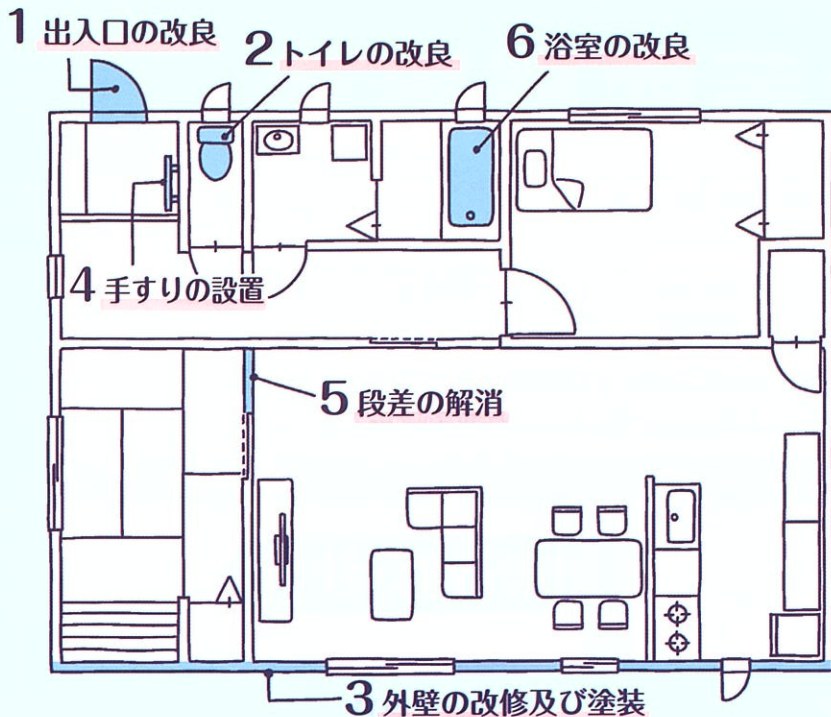 1 出入口の改良
2 トイレの改良
6 浴室の改良
4 手すりの設置
5 段差の解消
3 外壁の改修及び塗装